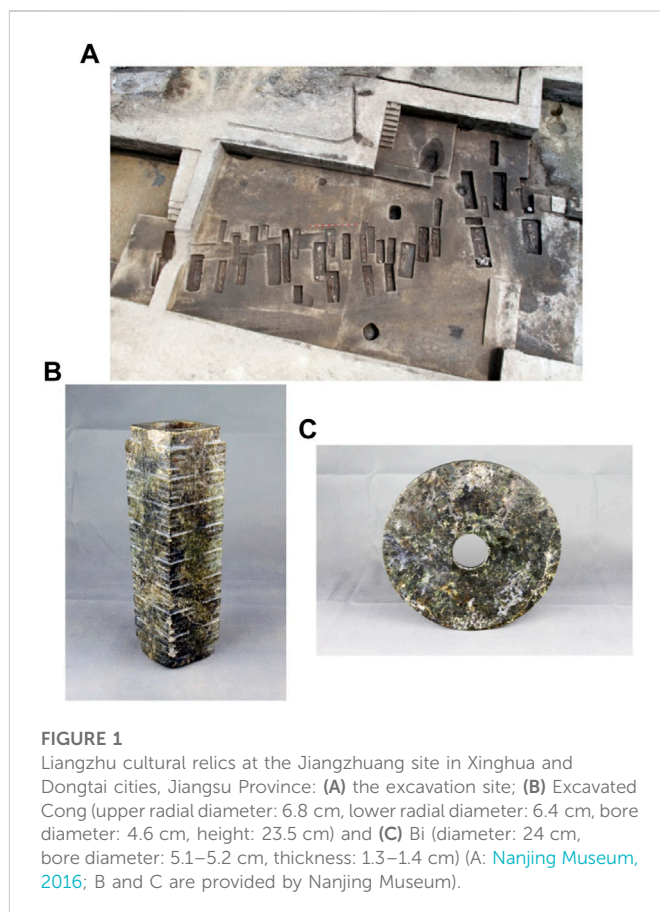 A
B
C
FIGURE 1
Liangzhu cultural relics at the Jiangzhuang site in Xinghua and
Dongtai cities, Jiangsu Province: (A) the excavation site; (B) Excavated
Cong (upper radial diameter: 6.8 cm, lower radial diameter: 6.4 cm, bore
diameter: 4.6 cm, height: 23.5 cm) and (C) Bi (diameter: 24 cm,
bore diameter: 5.1–5.2 cm, thickness: 1.3–1.4 cm) (A: Nanjing Museum,
2016; B and C are provided by Nanjing Museum).